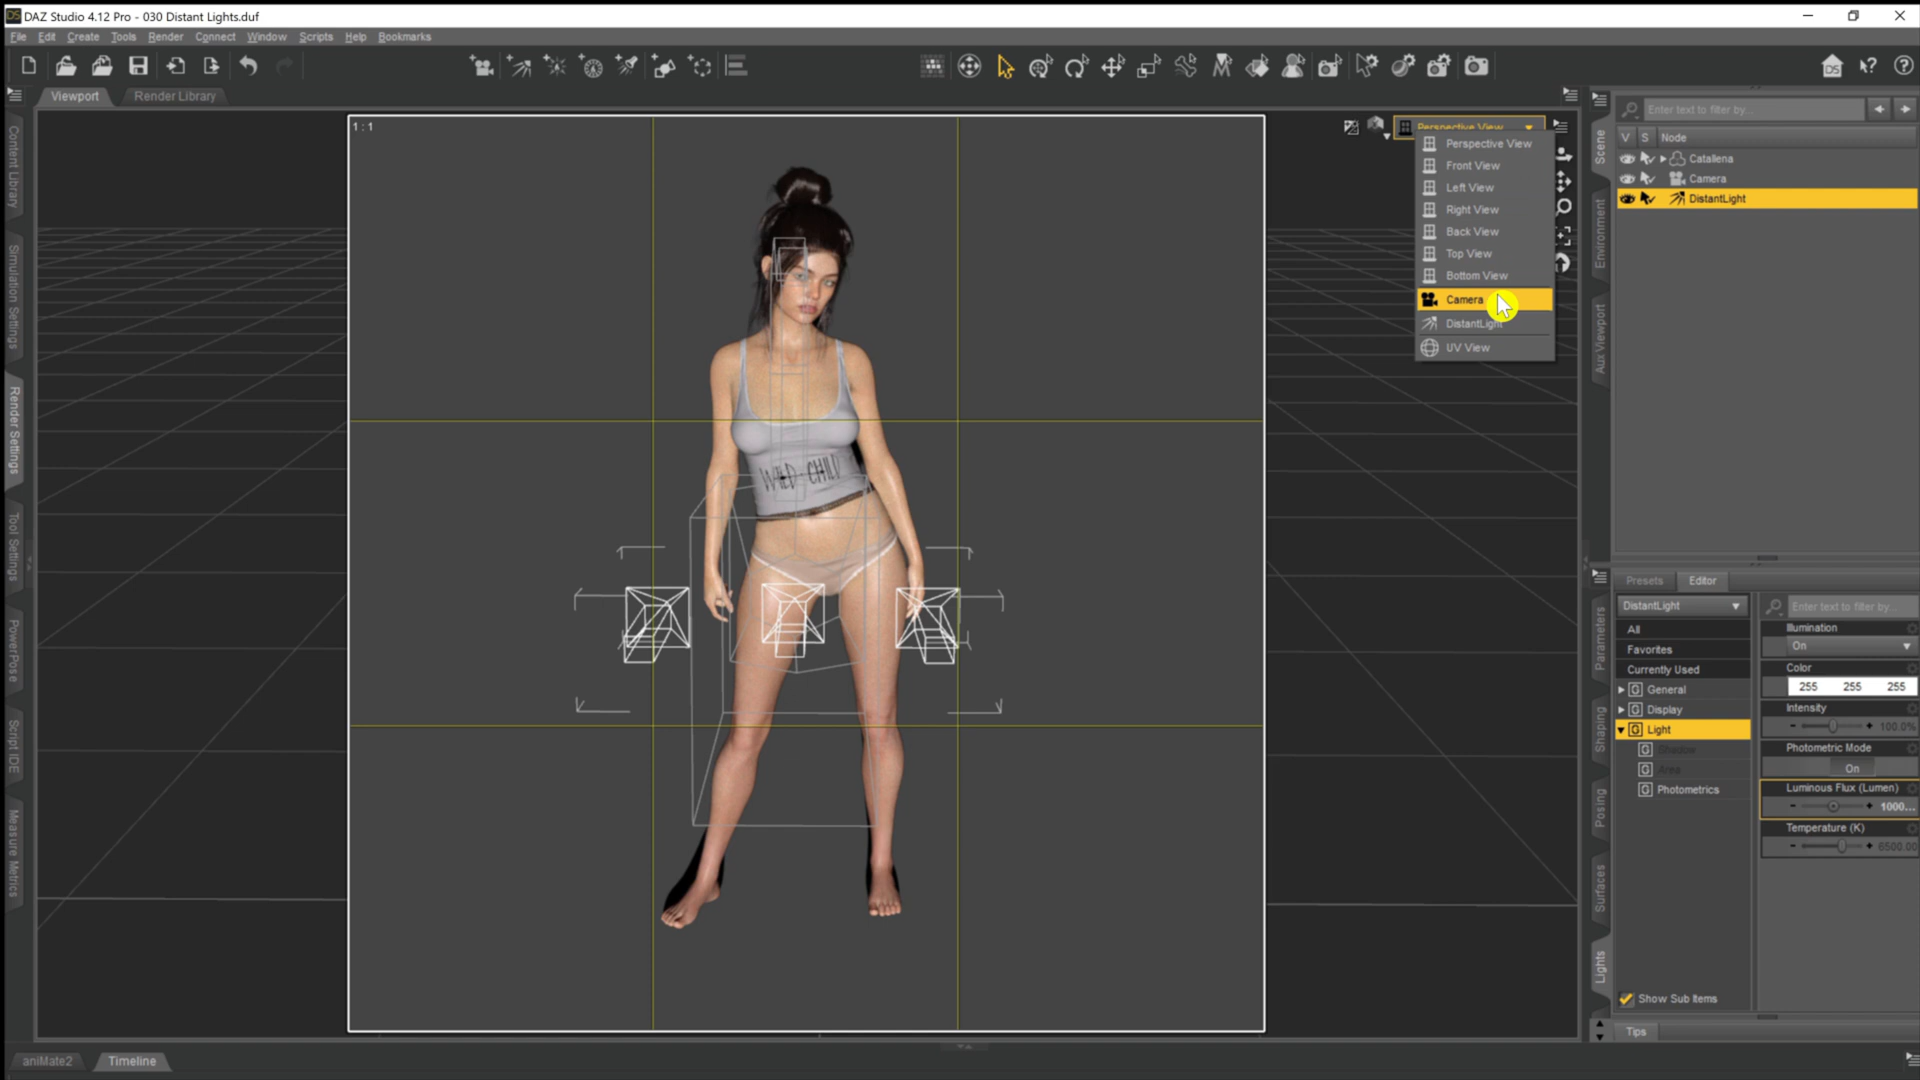 DAZ Studio 4.12 Pro - 030 Distant Lights.duf
File Edit Create Tools Render Connect Window Scripts Help Bookmarks
Viewport Render Library
Content Library
Simulation Settings
Render Settings
Tool Settings
PowerPose
Script IDE
Measure Metrics
1 : 1
WILD CHILD
Perspective View
Perspective View
Front View
Left View
Right View
Back View
Top View
Bottom View
Camera
DistantLight
UV View
Scene
Environment
Aux Viewport
Enter text to filter by...
V S Node
Catallena
Camera
DistantLight
Parameters
Shaping
Posing
Surfaces
Lights
Presets Editor
DistantLight
Enter text to filter by...
All
Favorites
Currently Used
General
Display
Light
Shadow
Area
Photometrics
Illumination
On
Color
255 255 255
Intensity
100.0%
Photometric Mode
On
Luminous Flux (Lumen)
1000...
Temperature (K)
6500.00
Show Sub Items
Tips
aniMate2 Timeline